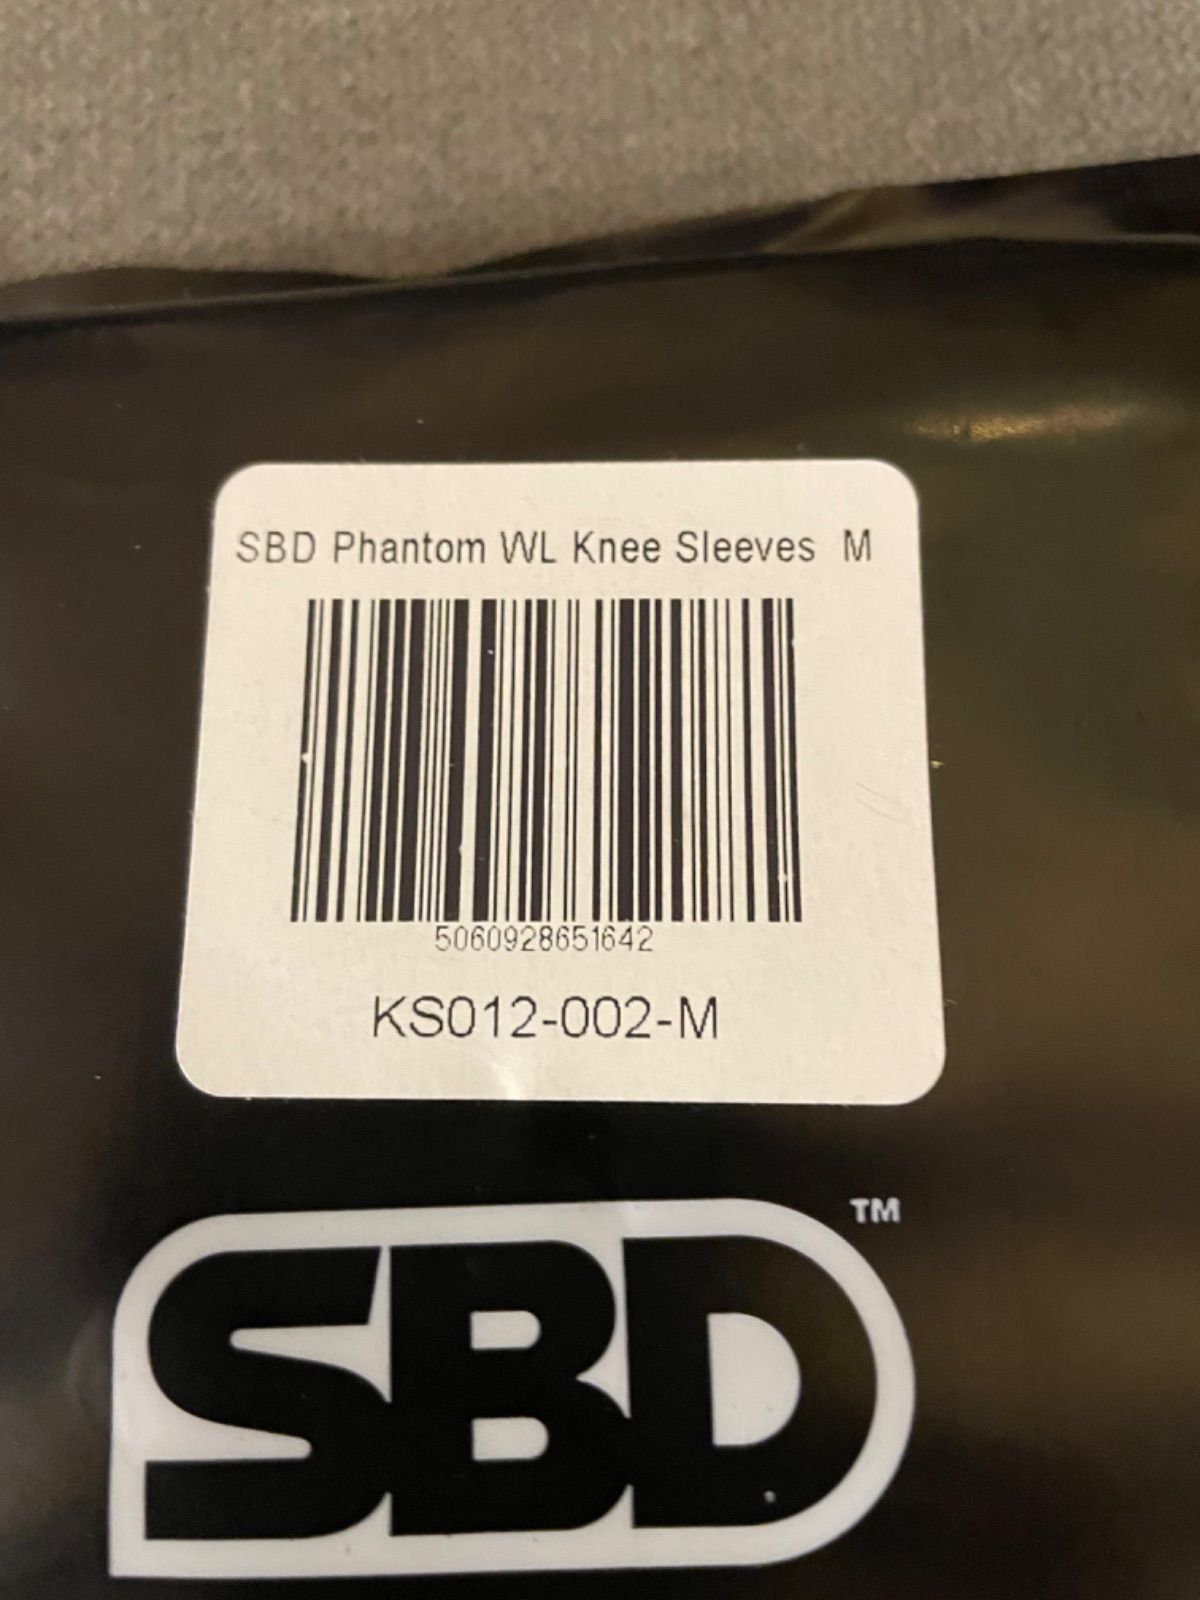 SBD Phantom WL Knee Sleeves M
5060928651642
KS012-002-M
TM
SBD